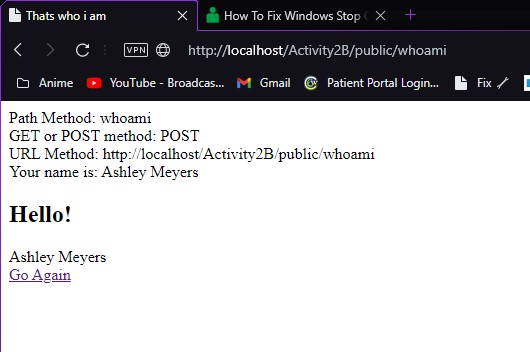 Thats who i am
How To Fix Windows Stop
VPN
http://localhost/Activity2B/public/whoami
Anime
YouTube - Broadcas...
Gmail
Patient Portal Login...
Fix
Path Method: whoami
GET or POST method: POST
URL Method: http://localhost/Activity2B/public/whoami
Your name is: Ashley Meyers
Hello!
Ashley Meyers
Go Again